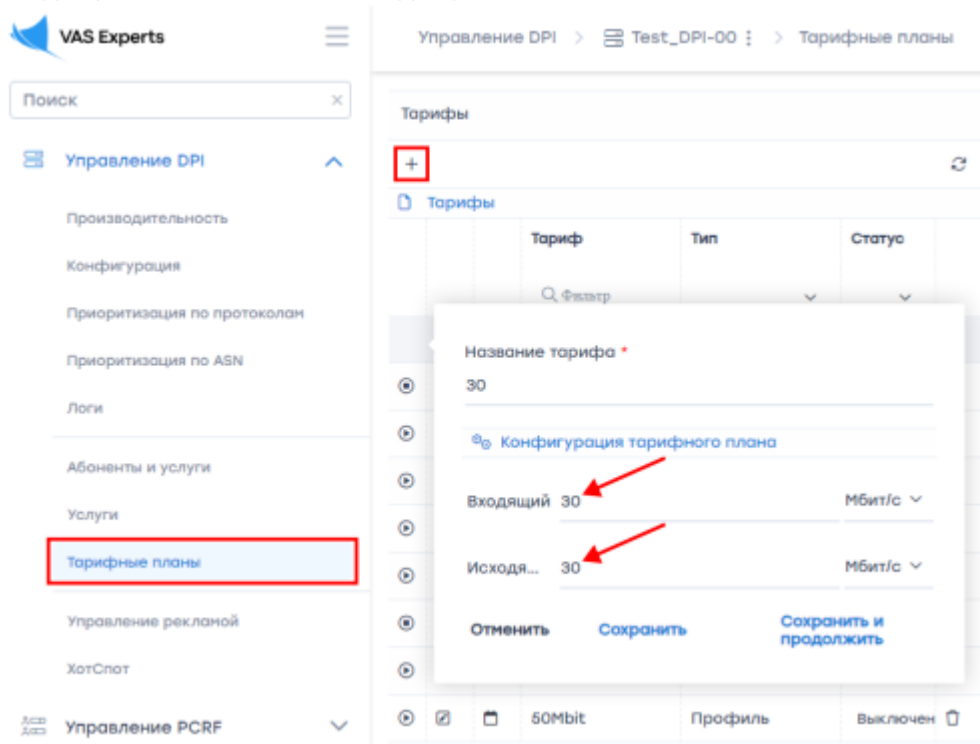 VAS Experts
Управление DPI > Test_DPI-00 > Тарифные планы
Поиск
Тарифы
Управление DPI
Тарифы
Производительность
Тариф Тип Статус
Конфигурация
Фильтр
Приоритизация по протоколам
Название тарифа *
Приоритизация по ASN
30
Логи
Конфигурация тарифного плана
Абоненты и услуги
Входящий 30 Мбит/с
Услуги
Тарифные планы
Исходя... 30 Мбит/с
Управление рекламой
Отменить Сохранить Сохранить и
продолжить
ХотСпот
Управление PCRF
50Mbit Профиль Выключен